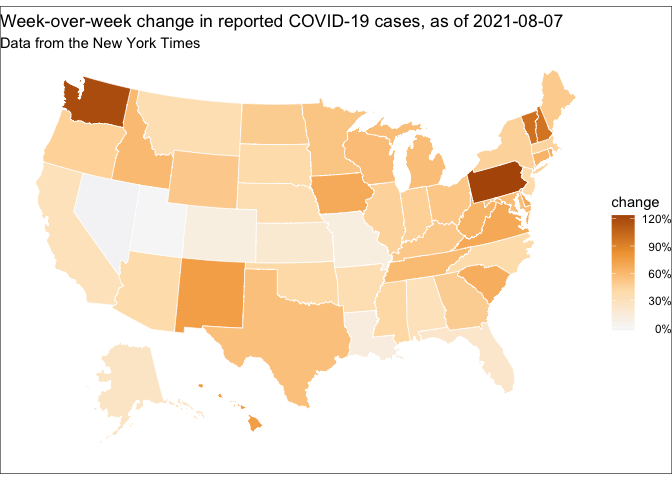 Week-over-week change in reported COVID-19 cases, as of 2021-08-07
Data from the New York Times
change
120%
90%
60%
30%
0%